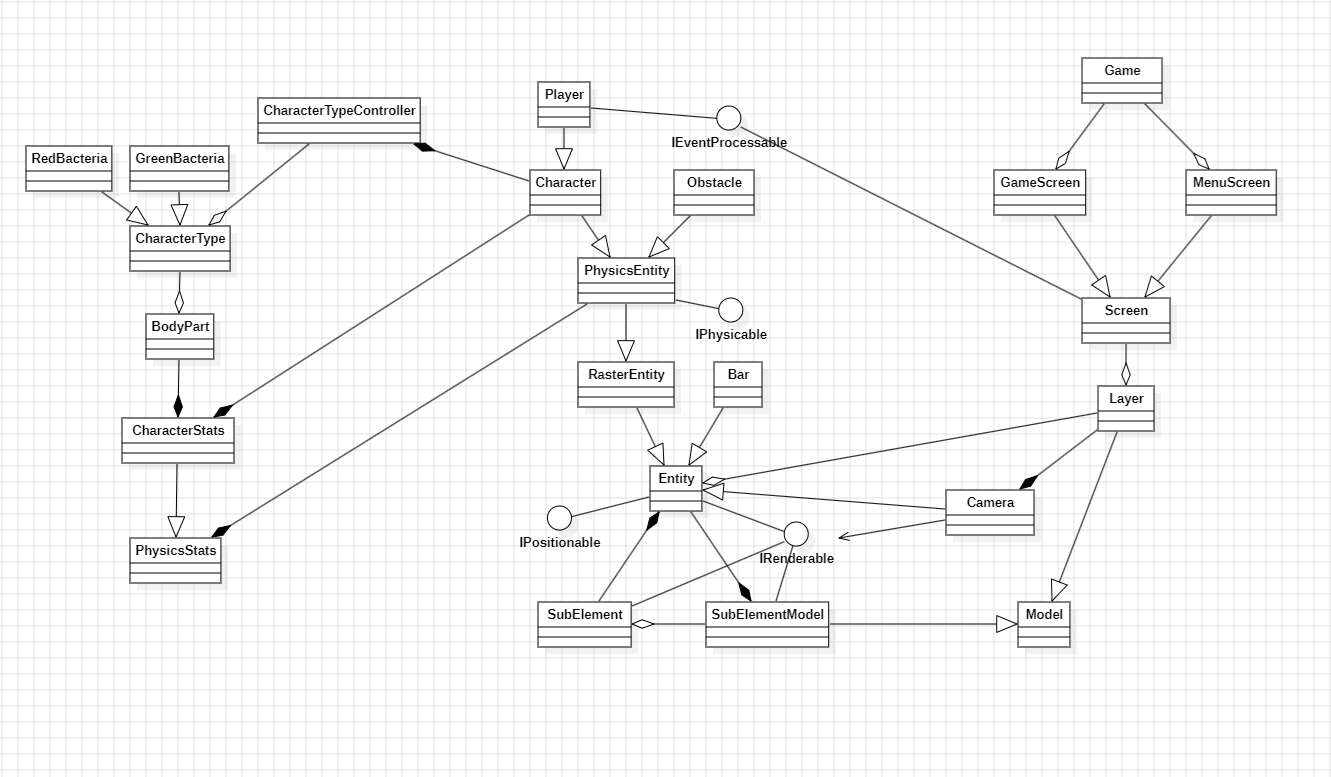 Game
Player
CharacterTypeController
IEventProcessable
RedBacteria
GreenBacteria
Character
Obstacle
GameScreen
MenuScreen
CharacterType
PhysicsEntity
Screen
BodyPart
IPhysicable
RasterEntity
Bar
Layer
CharacterStats
Entity
Camera
IPositionable
PhysicsStats
IRenderable
SubElement
SubElementModel
Model